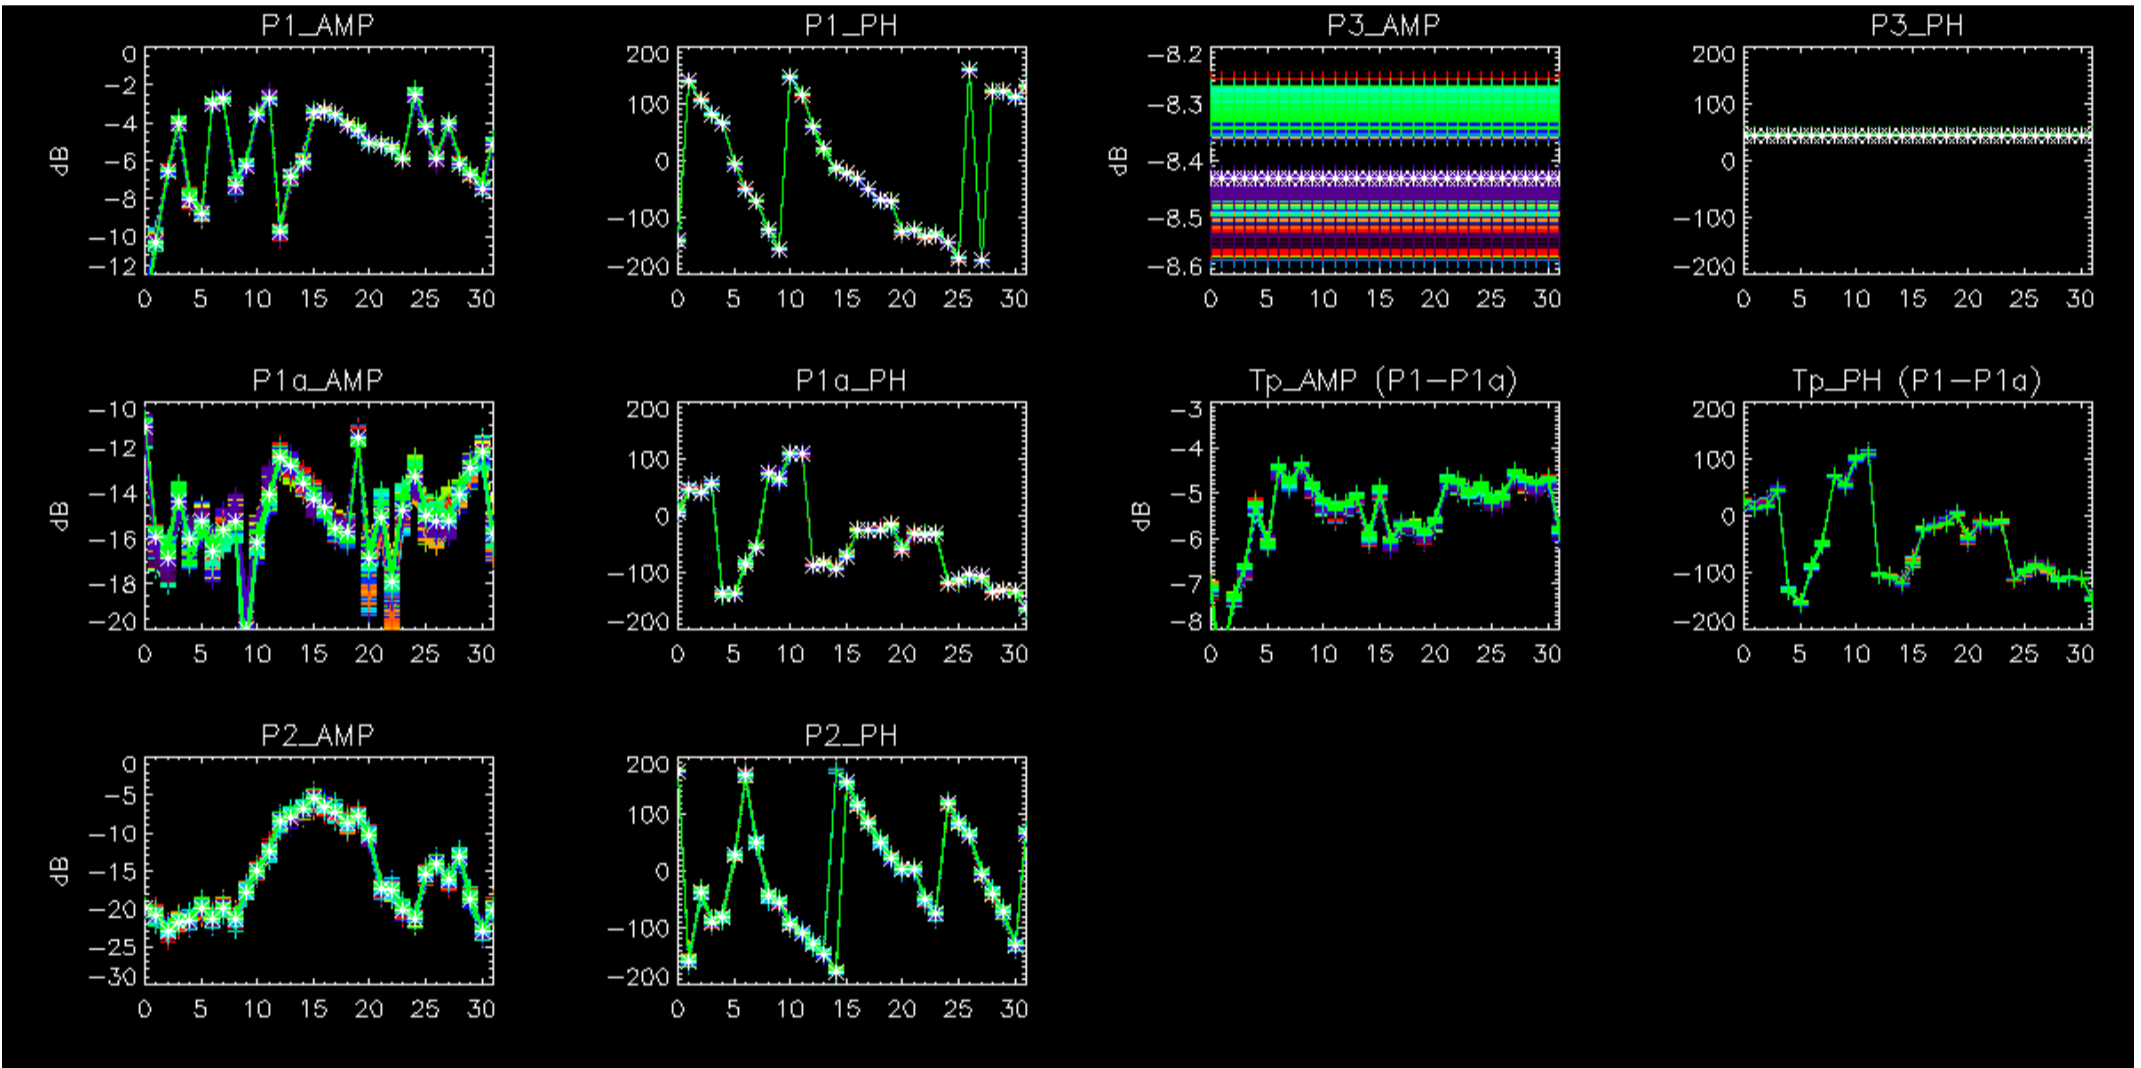 P1_AMP
0
-2
-4
-6
-8
-10
-12
dB
0 5 10 15 20 25 30
P1_PH
200
100
0
-100
-200
0 5 10 15 20 25 30
P3_AMP
-8.2
-8.3
-8.4
-8.5
-8.6
dB
0 5 10 15 20 25 30
P3_PH
200
100
0
-100
-200
0 5 10 15 20 25 30
P1a_AMP
-10
-12
-14
-16
-18
-20
dB
0 5 10 15 20 25 30
P1a_PH
200
100
0
-100
-200
0 5 10 15 20 25 30
Tp_AMP (P1-P1a)
-3
-4
-5
-6
-7
-8
dB
0 5 10 15 20 25 30
Tp_PH (P1-P1a)
200
100
0
-100
-200
0 5 10 15 20 25 30
P2_AMP
0
-5
-10
-15
-20
-25
-30
dB
0 5 10 15 20 25 30
P2_PH
200
100
0
-100
-200
0 5 10 15 20 25 30